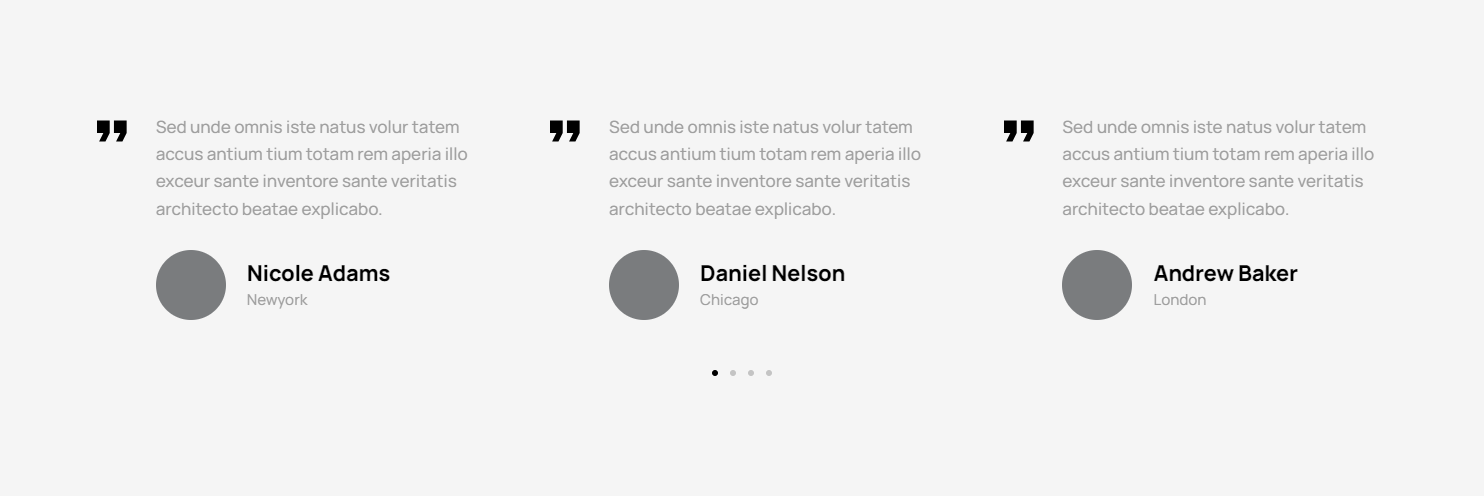 Sed unde omnis iste natus volur tatem
accus antium tium totam rem aperia illo
exceur sante inventore sante veritatis
architecto beatae explicabo.
Nicole Adams
Newyork
Sed unde omnis iste natus volur tatem
accus antium tium totam rem aperia illo
exceur sante inventore sante veritatis
architecto beatae explicabo.
Daniel Nelson
Chicago
Sed unde omnis iste natus volur tatem
accus antium tium totam rem aperia illo
exceur sante inventore sante veritatis
architecto beatae explicabo.
Andrew Baker
London